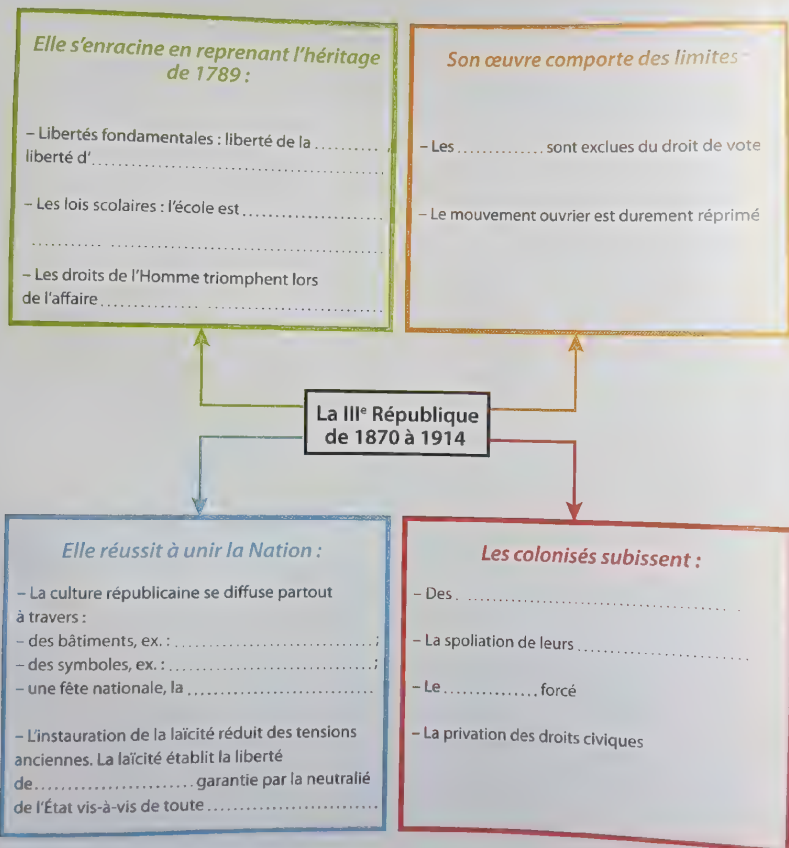 Elle s'enracine en reprenant l'héritage
de 1789 :
– Libertés fondamentales : liberté de la .......... ,
liberté d'..........................................................
– Les lois scolaires : l'école est ............................
.......... ............................................
– Les droits de l'Homme triomphent lors
de l'affaire ................ ................................
Son œuvre comporte des limites
– Les .............. sont exclues du droit de vote
– Le mouvement ouvrier est durement réprimé
La IIIe République
de 1870 à 1914
Elle réussit à unir la Nation :
– La culture républicaine se diffuse partout
à travers :
– des bâtiments, ex. : ................................ ;
– des symboles, ex. : ................................ ;
– une fête nationale, la ..............................
– L'instauration de la laïcité réduit des tensions
anciennes. La laïcité établit la liberté
de ........................ garantie par la neutralié
de l'État vis-à-vis de toute ..........................
Les colonisés subissent :
– Des . ..............................................
– La spoliation de leurs ..........................
– Le .............. forcé
– La privation des droits civiques